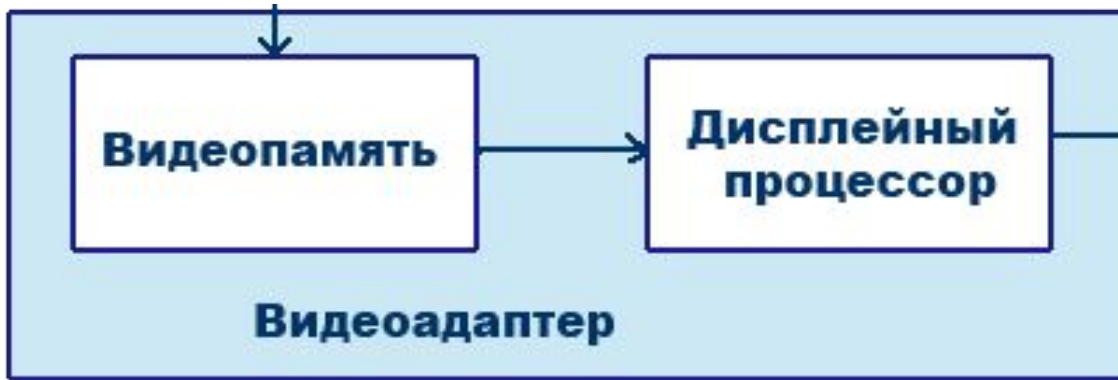 Видеопамять
Дисплейный
процессор
Видеоадаптер